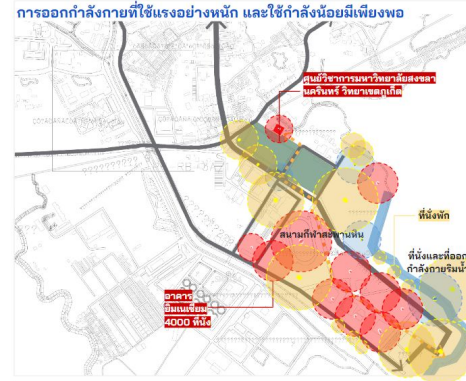 การออกกำลังกายที่ใช้แรงอย่างหนัก และใช้กำลังน้อยมีเพียงพอ
ศูนย์วิชาการมหาวิทยาลัยสงขลา
นครินทร์ วิทยาเขตภูเก็ต
ที่นั่งพัก
สนามกีฬาสะพานหิน
ที่นั่งและที่ออก
กำลังกายริมน้ำ
อาคาร
ยิมเนเซียม
4000 ที่นั่ง